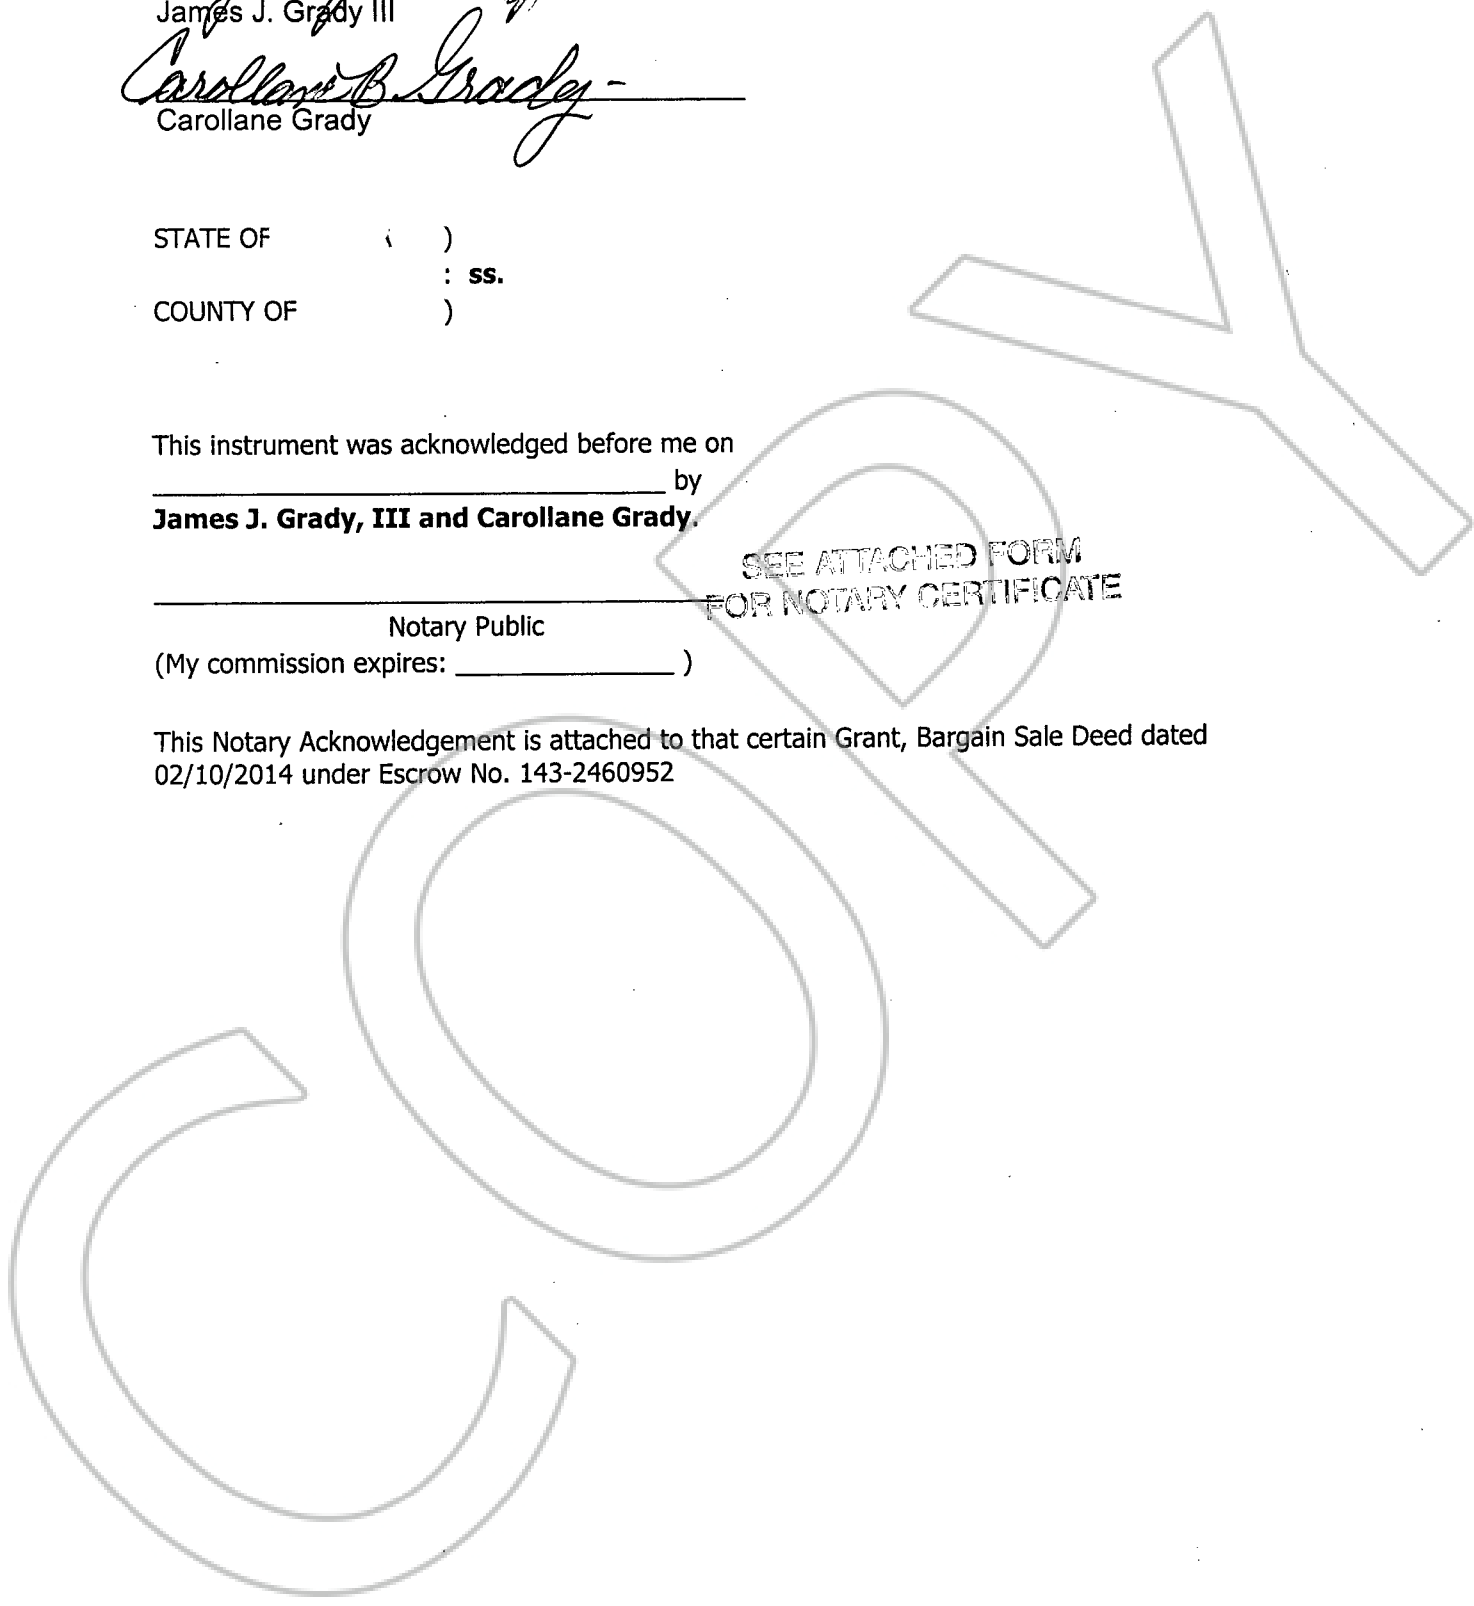 James J. Grady III
Carollane B. Grady -
Carollane Grady
STATE OF )
: ss.
COUNTY OF )
This instrument was acknowledged before me on
______________________ by
James J. Grady, III and Carollane Grady.
SEE ATTACHED FORM
FOR NOTARY CERTIFICATE
Notary Public
(My commission expires: ______________ )
This Notary Acknowledgement is attached to that certain Grant, Bargain Sale Deed dated
02/10/2014 under Escrow No. 143-2460952
COPY